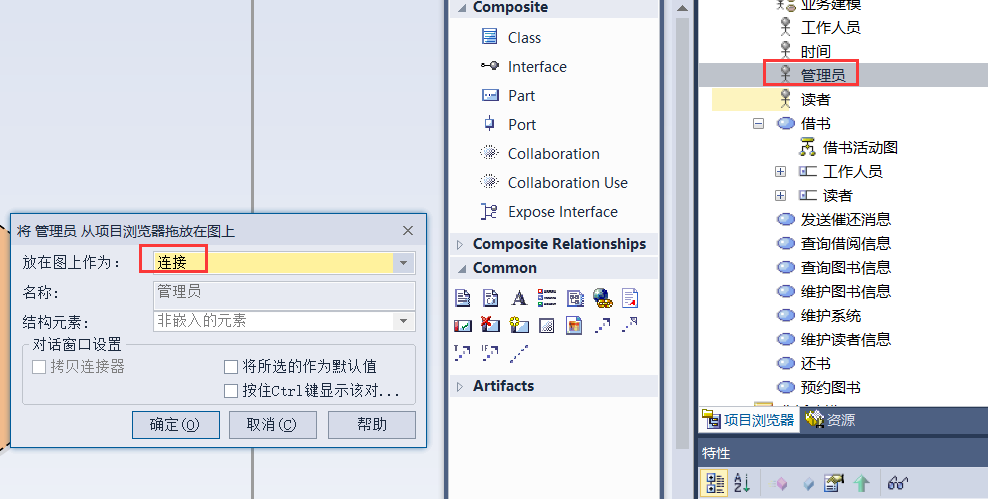 将 管理员 从项目浏览器拖放在图上
放在图上作为：
连接
名称：
管理员
结构元素：
非嵌入的元素
对话窗口设置
拷贝连接器
将所选的作为默认值
按住Ctrl键显示该对...
确定(O)
取消(C)
帮助
Composite
Class
Interface
Part
Port
Collaboration
Collaboration Use
Expose Interface
Composite Relationships
Common
Artifacts
业务建模
工作人员
时间
管理员
读者
借书
借书活动图
工作人员
读者
发送催还消息
查询借阅信息
查询图书信息
维护图书信息
维护系统
维护读者信息
还书
预约图书
项目浏览器
资源
特性